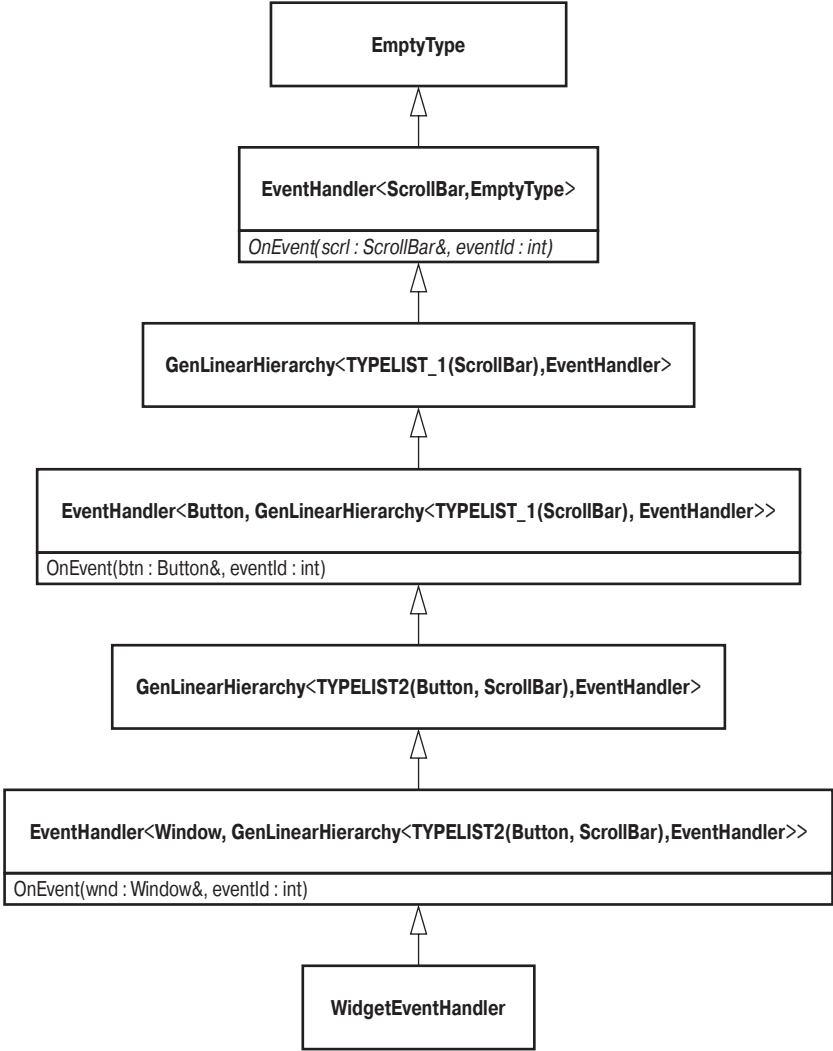 EmptyType
EventHandler<ScrollBar,EmptyType>
OnEvent(scrl : ScrollBar&, eventId : int)
GenLinearHierarchy<TYPELIST_1(ScrollBar),EventHandler>
EventHandler<Button, GenLinearHierarchy<TYPELIST_1(ScrollBar), EventHandler>>
OnEvent(btn : Button&, eventId : int)
GenLinearHierarchy<TYPELIST2(Button, ScrollBar),EventHandler>
EventHandler<Window, GenLinearHierarchy<TYPELIST2(Button, ScrollBar),EventHandler>>
OnEvent(wnd : Window&, eventId : int)
WidgetEventHandler